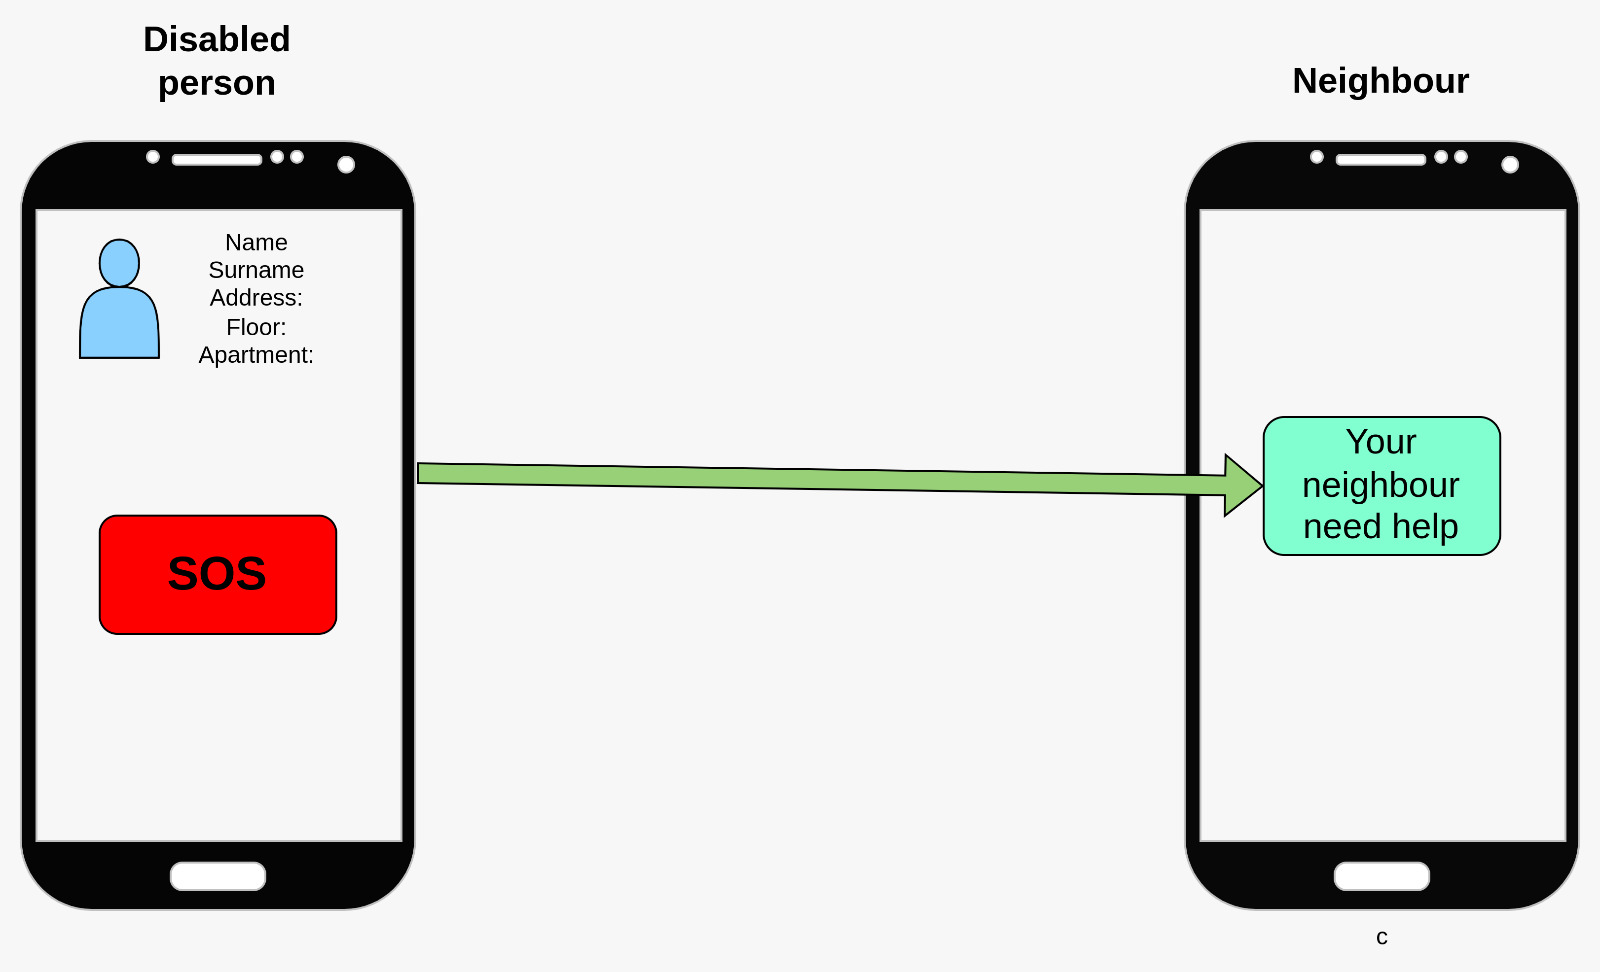 Disabled
person
Neighbour
Name
Surname
Address:
Floor:
Apartment:
SOS
Your
neighbour
need help
c